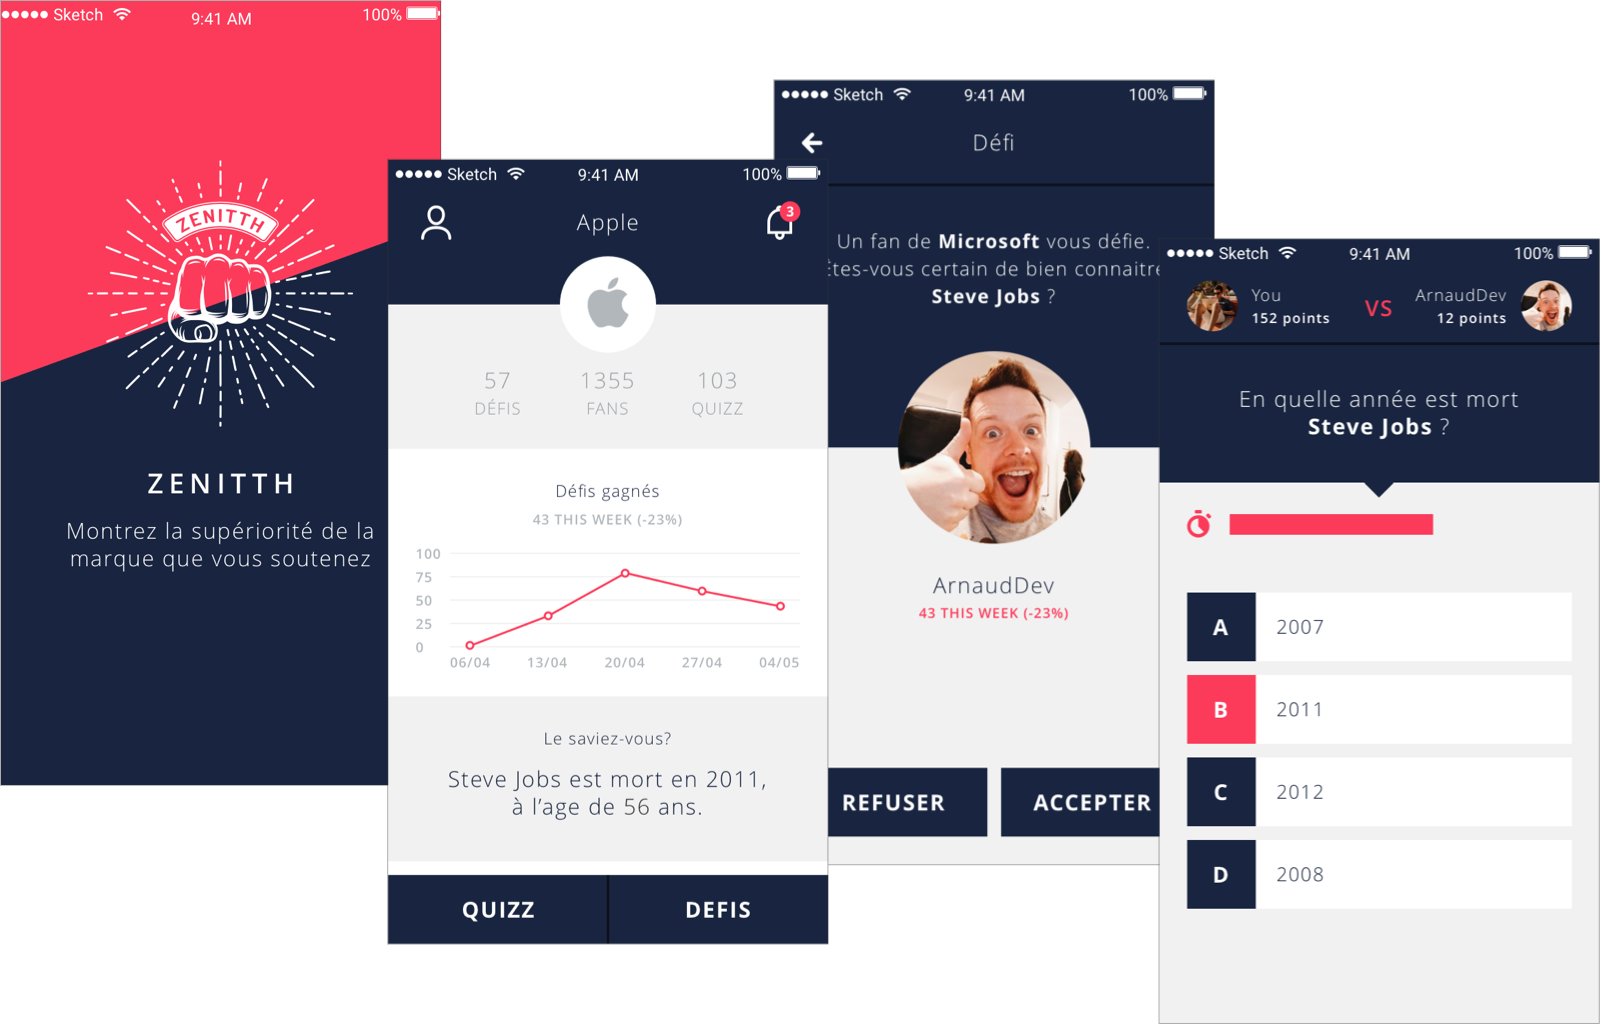 Sketch 9:41 AM 100%
ZENITTH
ZENITTH
Montrez la supériorité de la
marque que vous soutenez
Sketch 9:41 AM 100%
Apple
3
57 1355 103
DÉFIS FANS QUIZZ
Défis gagnés
43 THIS WEEK (-23%)
100
75
50
25
0
06/04 13/04 20/04 27/04 04/05
Le saviez-vous?
Steve Jobs est mort en 2011,
à l’age de 56 ans.
QUIZZ DEFIS
Sketch 9:41 AM 100%
Défi
Un fan de Microsoft vous défie.
Êtes-vous certain de bien connaitre
Steve Jobs ?
ArnaudDev
43 THIS WEEK (-23%)
REFUSER ACCEPTER
Sketch 9:41 AM 100%
You VS ArnaudDev
152 points 12 points
En quelle année est mort
Steve Jobs ?
A 2007
B 2011
C 2012
D 2008